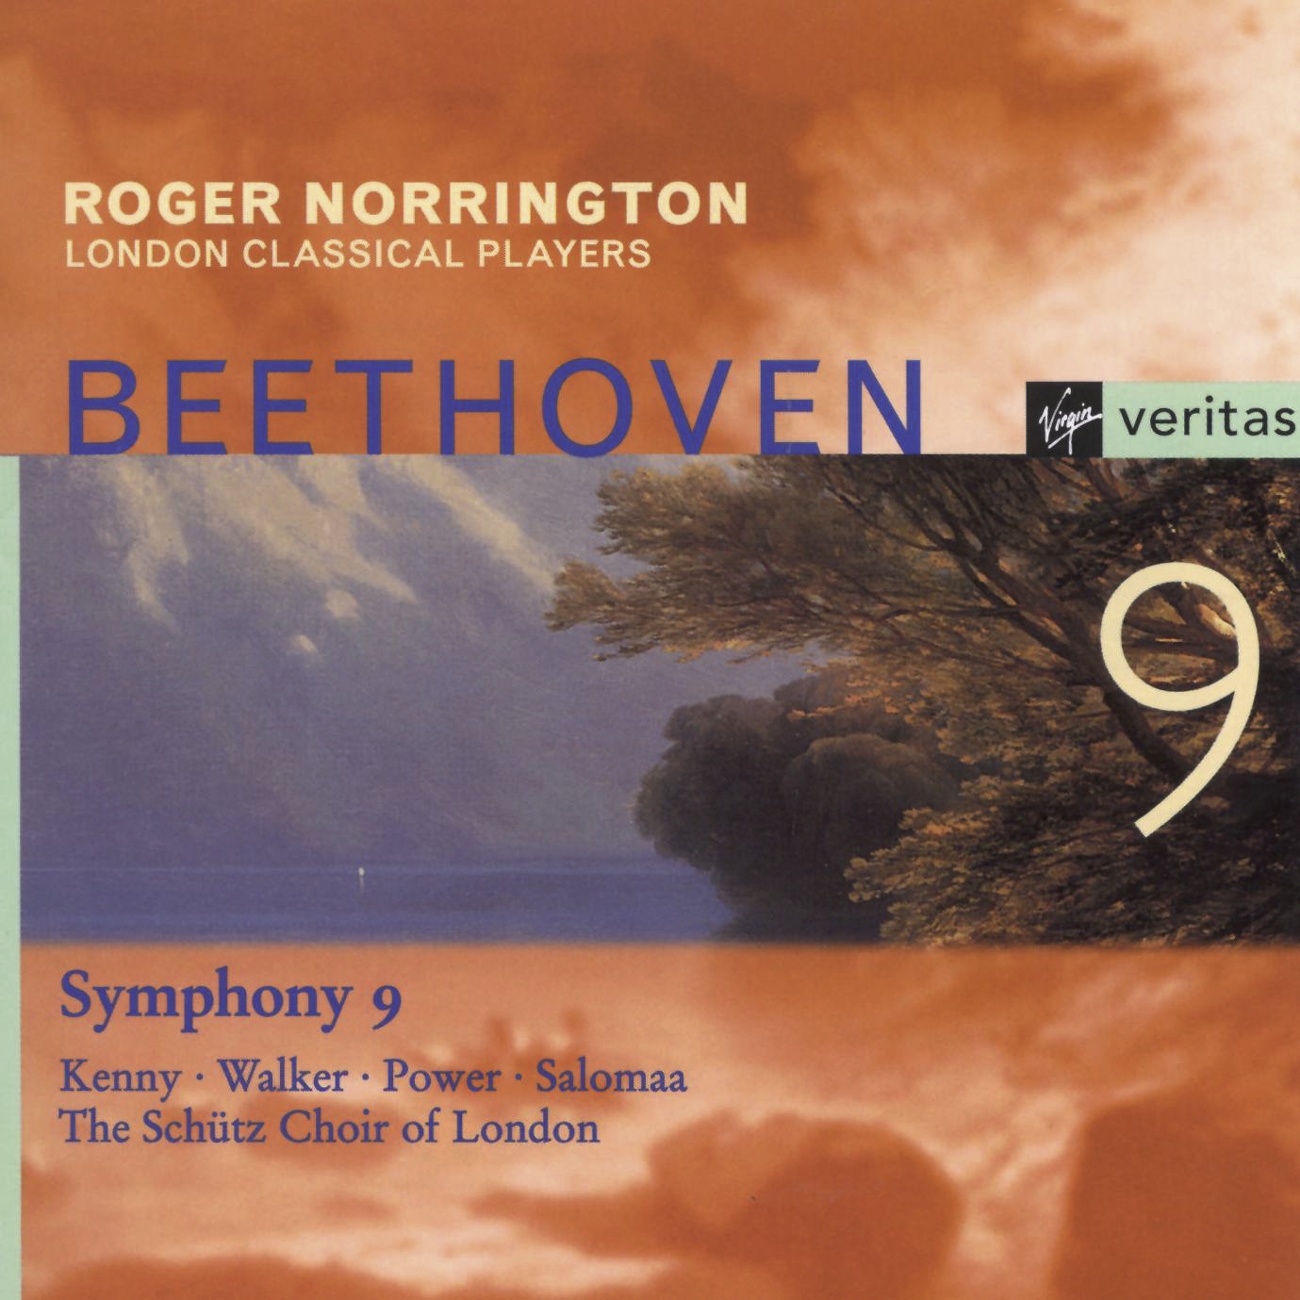 ROGER NORRINGTON
LONDON CLASSICAL PLAYERS
BEETHOVEN
Virgin veritas
9
Symphony 9
Kenny · Walker · Power · Salomaa
The Schütz Choir of London